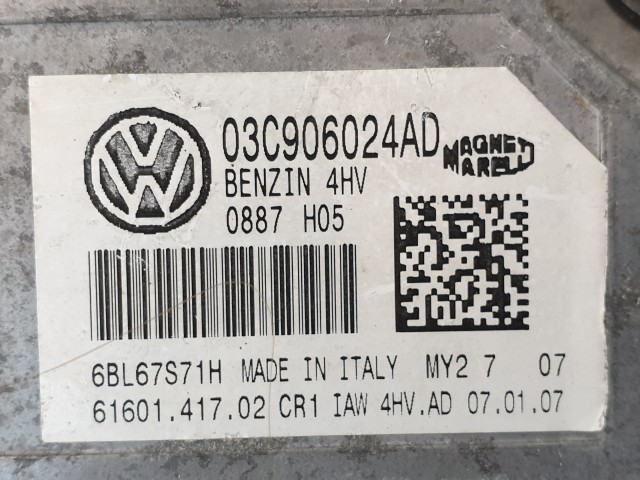 03C906024AD
MAGNETI
MARELLI
BENZIN 4HV
0887 H05
6BL67S71H MADE IN ITALY MY2 7 07
61601.417.02 CR1 IAW 4HV.AD 07.01.07